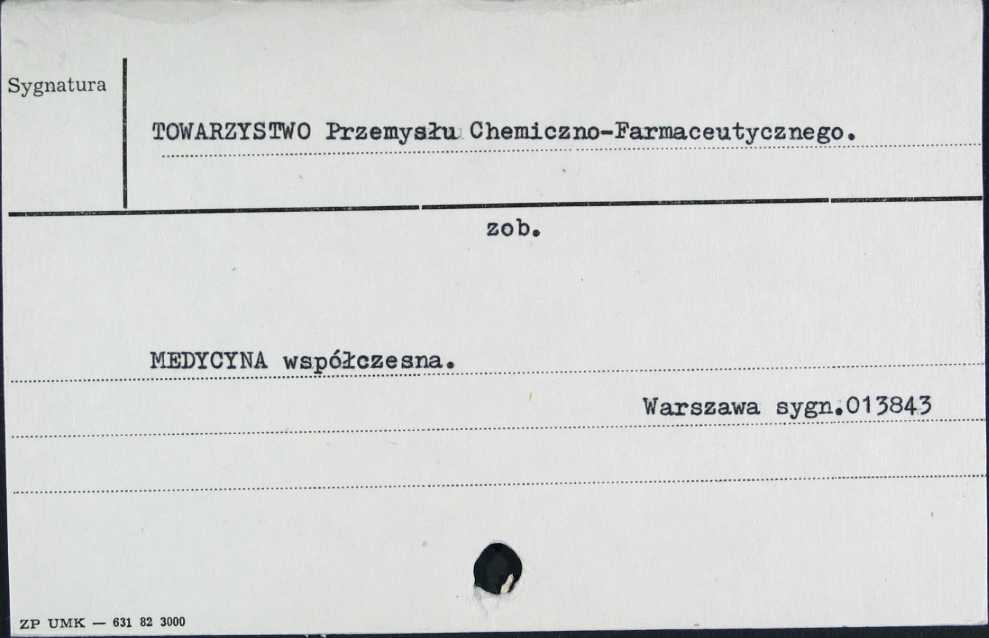 Sygnatura
TOWARZYSTWO Przemysłu Chemiczno-Farmaceutycznego.
zob.
MEDYCYNA współczesna.
Warszawa sygn.013843
ZP UMK — 631 82 3000